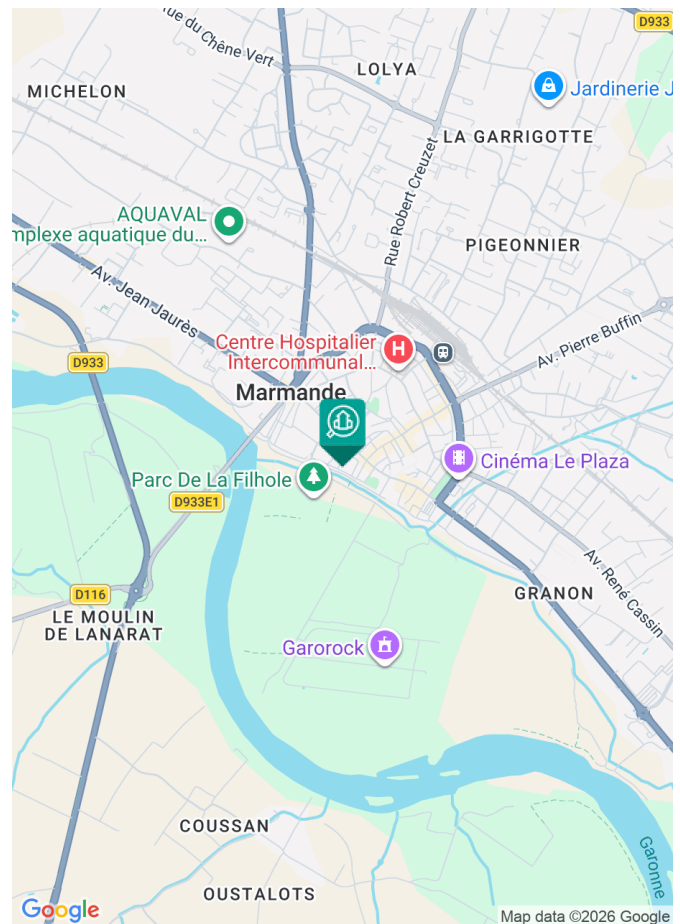 D933
Rue du Chêne Vert
LOLYA
MICHELON
Jardinerie J
LA GARRIGOTTE
Rue Robert Creuzet
AQUAVAL
mplexe aquatique du...
PIGEONNIER
Av. Jean Jaurès
Centre Hospitalier
Intercommunal...
H
Av. Pierre Buffin
D933
Marmande
Cinéma Le Plaza
Parc De La Filhole
D933E1
Av. René Cassin
D116
GRANON
LE MOULIN
DE LANARAT
Garorock
COUSSAN
Garonne
OUSTALOTS
Google
Map data ©2026 Google